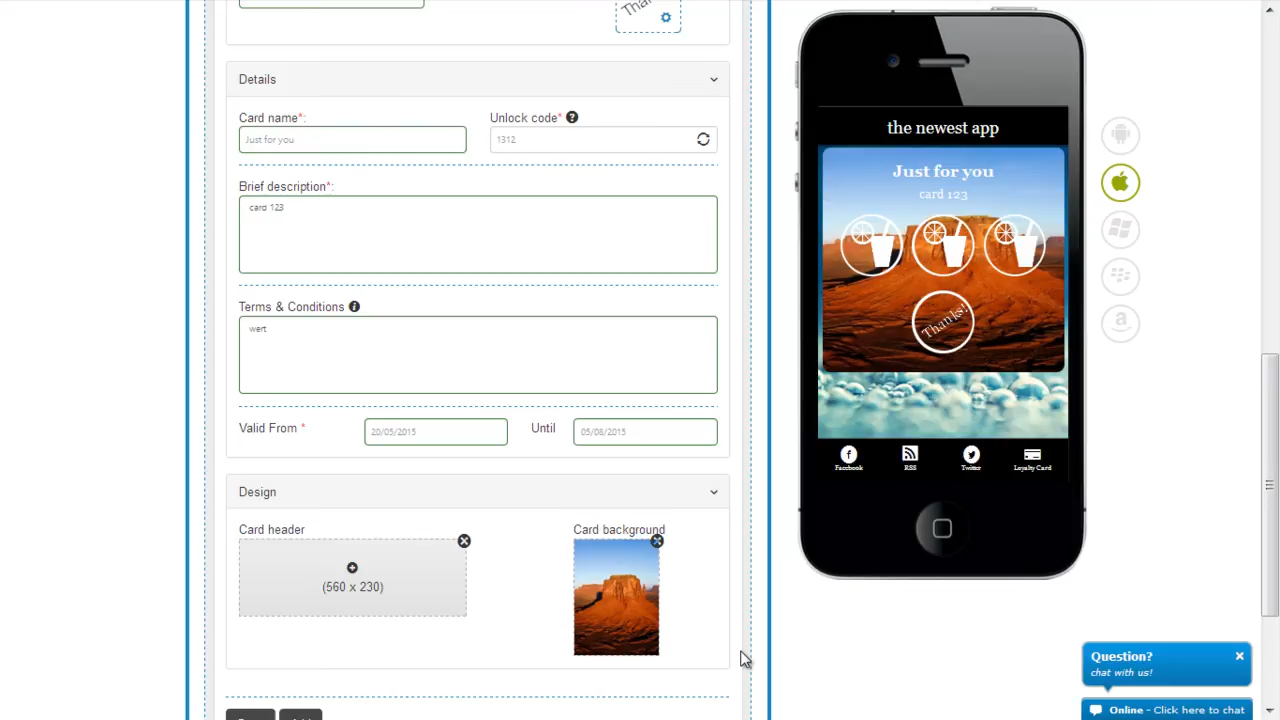 Details
Card name*:
Unlock code*
Just for you
1312
Brief description*:
card 123
Terms & Conditions
wert
Valid From *
20/05/2015
Until
05/08/2015
Design
Card header
Card background
(560 x 230)
the newest app
Just for you
card 123
Thanks!
Facebook
RSS
Twitter
Loyalty Card
Question?
chat with us!
Online - Click here to chat